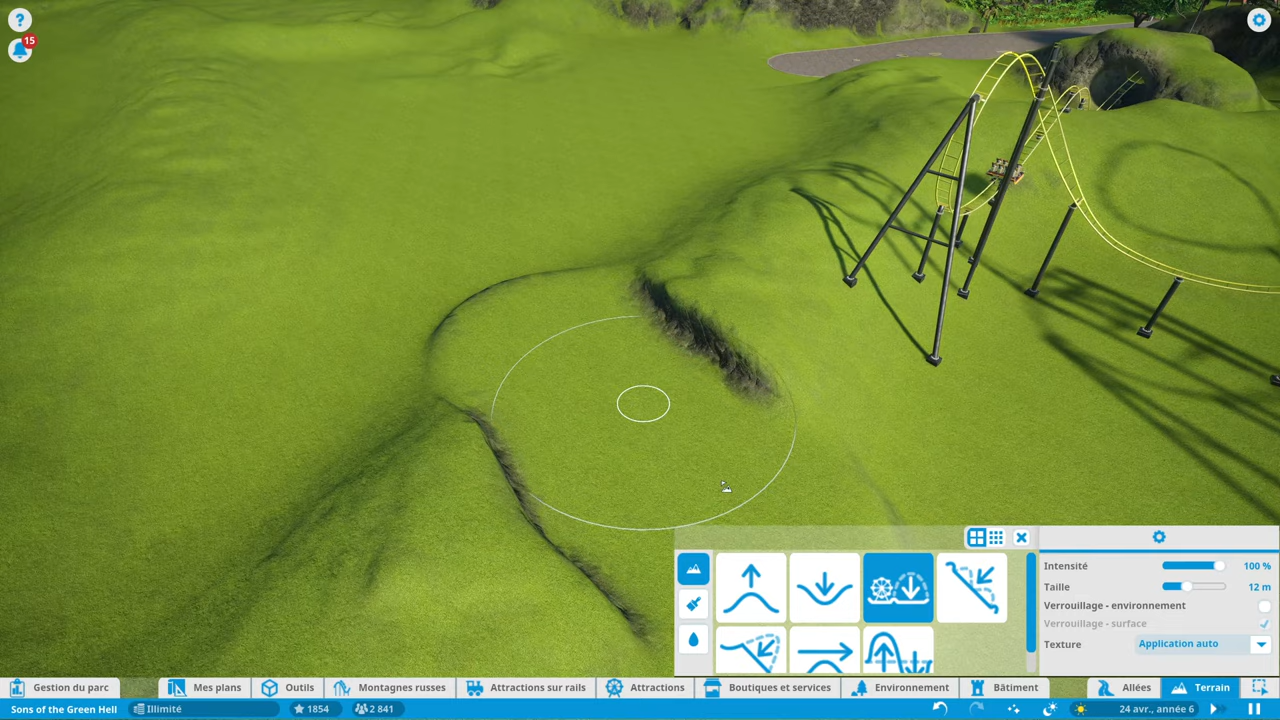 ?
15
Intensité 100 %
Taille 12 m
Verrouillage - environnement
Verrouillage - surface
Texture Application auto
Gestion du parc Mes plans Outils Montagnes russes Attractions sur rails Attractions Boutiques et services Environnement Bâtiment Allées Terrain
Sons of the Green Hell Illimité 1854 2 841 24 avr., année 6